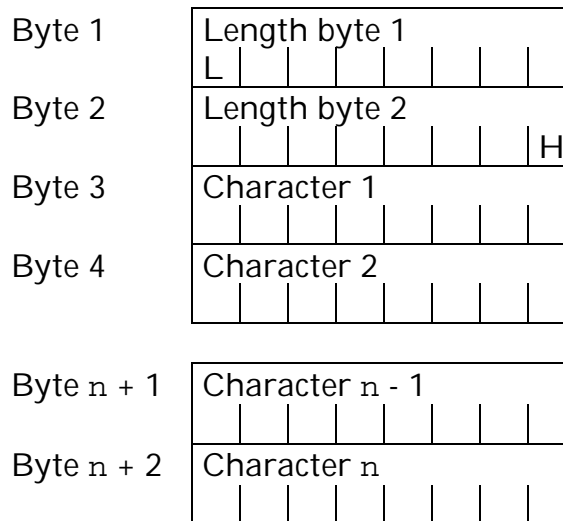 Byte 1 Length byte 1
L
Byte 2 Length byte 2
H
Byte 3 Character 1
Byte 4 Character 2
Byte n + 1 Character n - 1
Byte n + 2 Character n